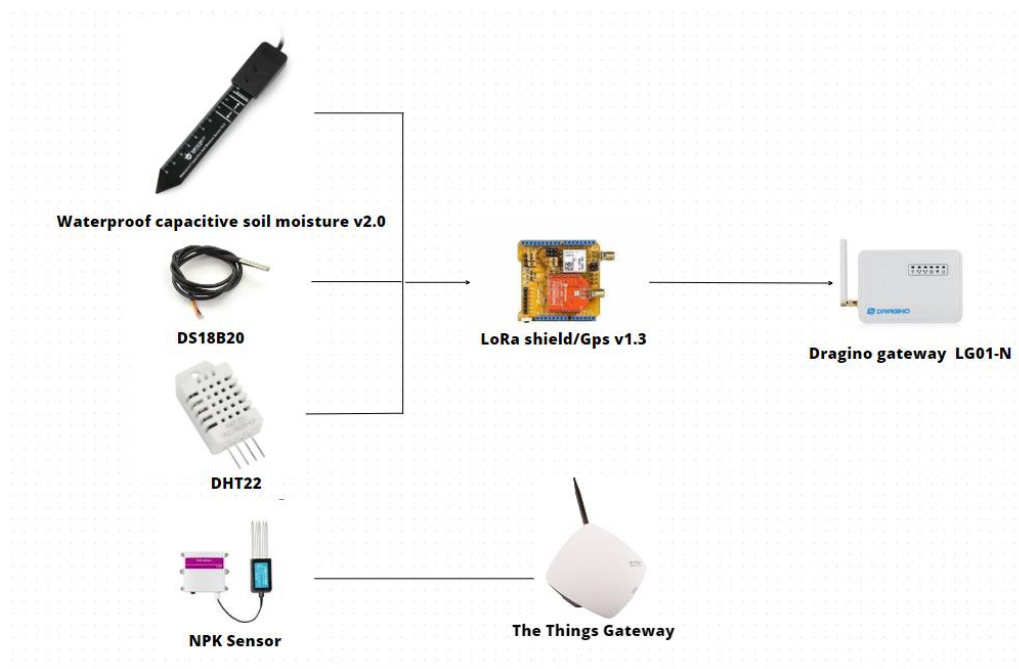 Waterproof capacitive soil moisture v2.0
DS18B20
LoRa shield/Gps v1.3
DRAGINO
Dragino gateway LG01-N
DHT22
NPK Sensor
The Things Gateway